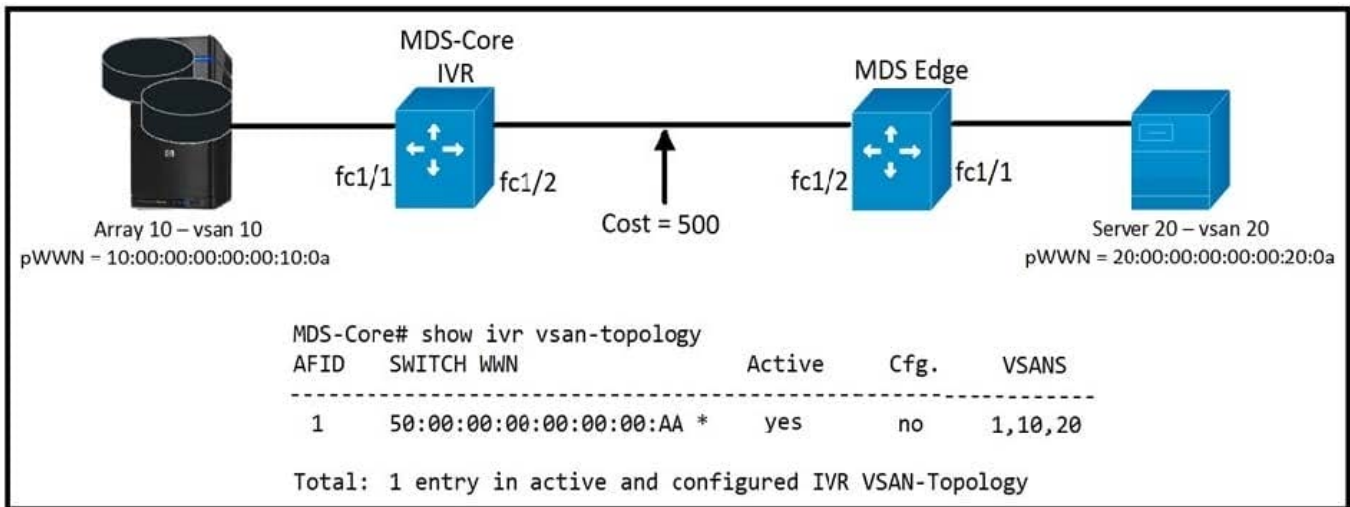 MDS-Core
IVR
MDS Edge
fc1/1
fc1/2
fc1/2
fc1/1
Cost = 500
Array 10 – vsan 10
pWWN = 10:00:00:00:00:00:10:0a
Server 20 – vsan 20
pWWN = 20:00:00:00:00:00:20:0a
MDS-Core# show ivr vsan-topology
AFID SWITCH WWN Active Cfg. VSANS
--------------------------------------------------------------
1 50:00:00:00:00:00:00:AA * yes no 1,10,20
Total: 1 entry in active and configured IVR VSAN-Topology